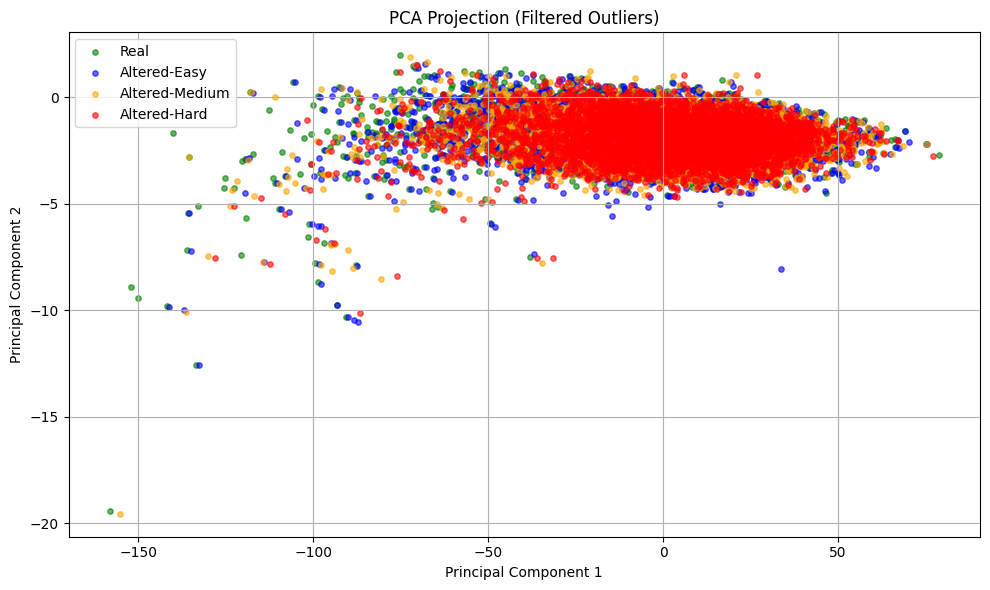 PCA Projection (Filtered Outliers)
Real
Altered-Easy
Altered-Medium
Altered-Hard
0
−5
−10
−15
−20
Principal Component 2
−150
−100
−50
0
50
Principal Component 1